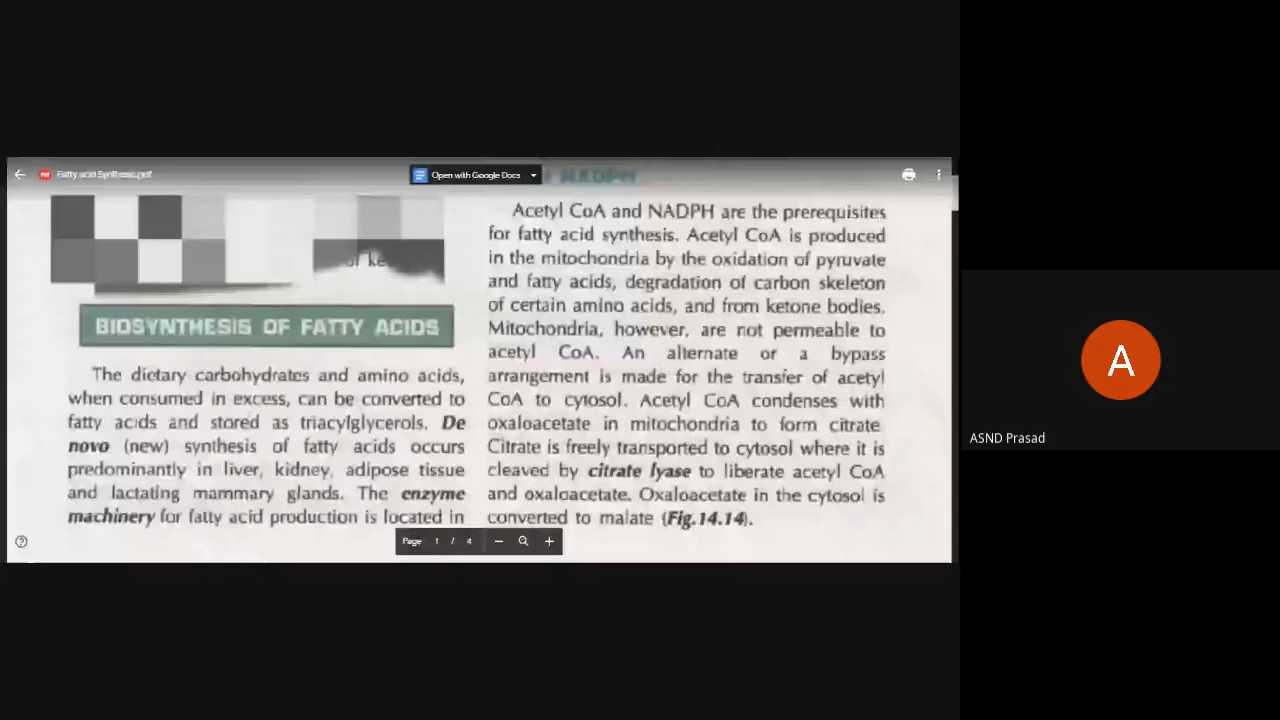 Fatty acid Synthesis.pdf
Open with Google Docs
NADPH
of ke
BIOSYNTHESIS OF FATTY ACIDS
The dietary carbohydrates and amino acids,
when consumed in excess, can be converted to
fatty acids and stored as triacylglycerols. De
novo (new) synthesis of fatty acids occurs
predominantly in liver, kidney, adipose tissue
and lactating mammary glands. The enzyme
machinery for fatty acid production is located in
Acetyl CoA and NADPH are the prerequisites
for fatty acid synthesis. Acetyl CoA is produced
in the mitochondria by the oxidation of pyruvate
and fatty acids, degradation of carbon skeleton
of certain amino acids, and from ketone bodies.
Mitochondria, however, are not permeable to
acetyl CoA. An alternate or a bypass
arrangement is made for the transfer of acetyl
CoA to cytosol. Acetyl CoA condenses with
oxaloacetate in mitochondria to form citrate.
Citrate is freely transported to cytosol where it is
cleaved by citrate lyase to liberate acetyl CoA
and oxaloacetate. Oxaloacetate in the cytosol is
converted to malate (Fig.14.14).
Page 1 / 4
A
ASND Prasad